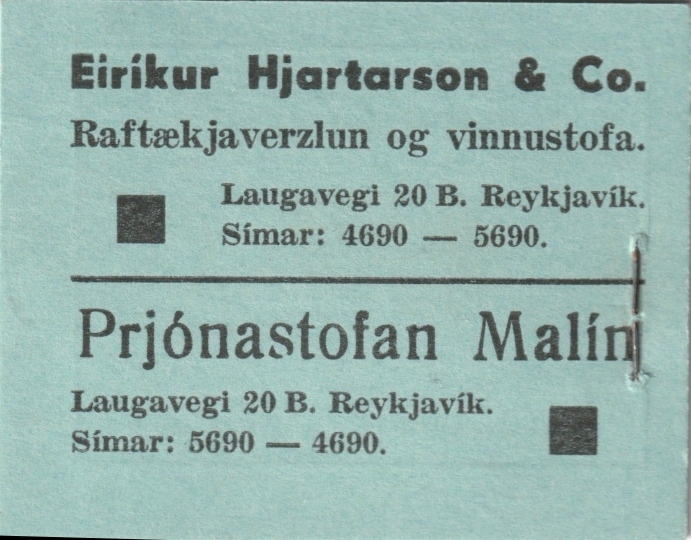 Eiríkur Hjartarson & Co.
Raftækjaverzlun og vinnustofa.
Laugavegi 20 B. Reykjavík.
Símar: 4690 — 5690.
Prjónastofan Malín
Laugavegi 20 B. Reykjavík.
Símar: 5690 — 4690.